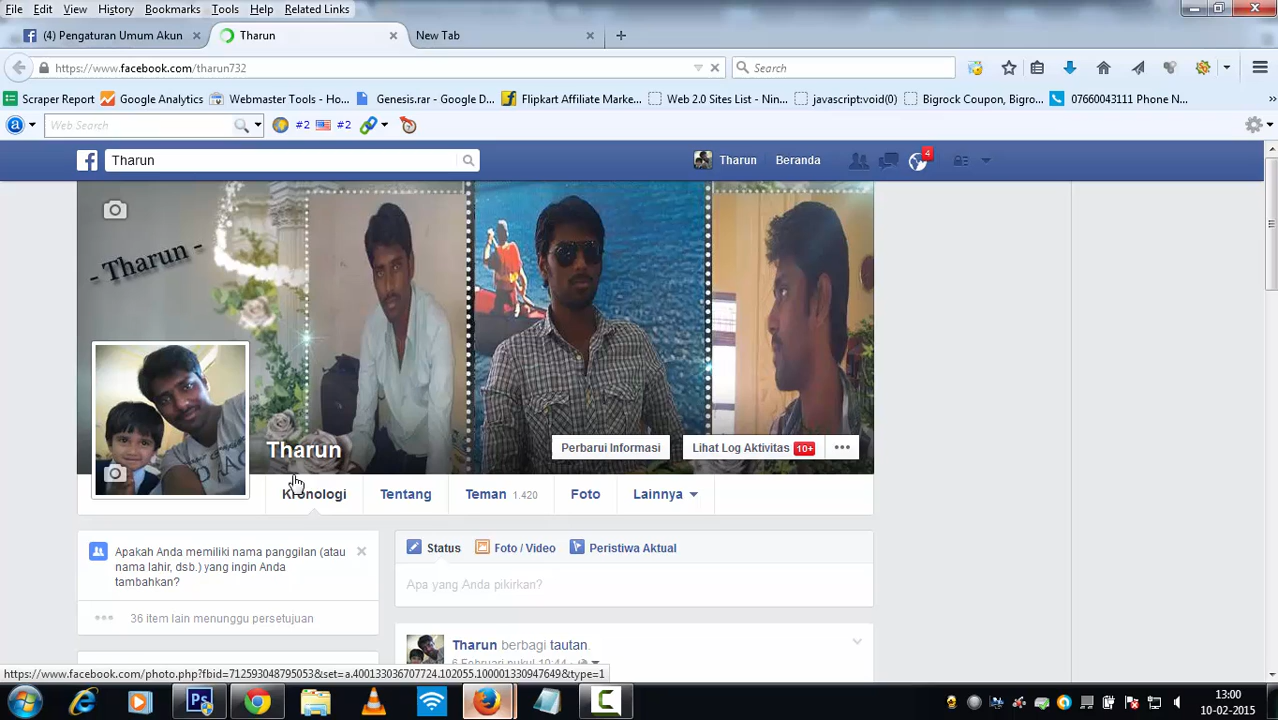 File Edit View History Bookmarks Tools Help Related Links
(4) Pengaturan Umum Akun Tharun New Tab
https://www.facebook.com/tharun732 Search
Scraper Report Google Analytics Webmaster Tools - Ho... Genesis.rar - Google D... Flipkart Affiliate Marke... Web 2.0 Sites List - Nin... javascript:void(0) Bigrock Coupon, Bigro... 07660043111 Phone N...
Web Search #2 #2
Tharun Tharun Beranda 4
- Tharun -
Tharun Perbarui Informasi Lihat Log Aktivitas 10+
Kronologi Tentang Teman 1.420 Foto Lainnya
Apakah Anda memiliki nama panggilan (atau
nama lahir, dsb.) yang ingin Anda
tambahkan?
36 item lain menunggu persetujuan
Status Foto / Video Peristiwa Aktual
Apa yang Anda pikirkan?
Tharun berbagi tautan.
6 Februari pukul 10:44
https://www.facebook.com/photo.php?fbid=712593048795053&set=a.400133036707724.102055.100001330947649&type=1
13:00
10-02-2015